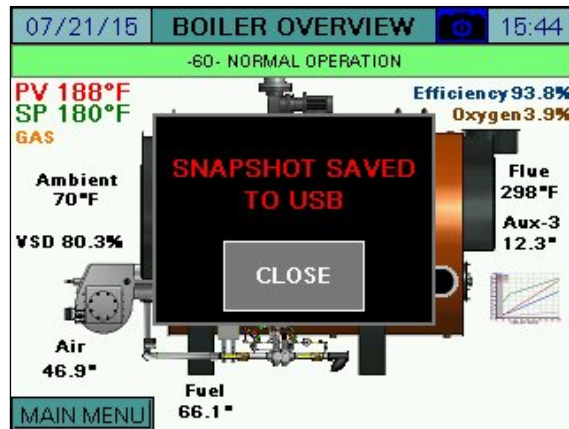 07/21/15 BOILER OVERVIEW 15:44
-60- NORMAL OPERATION
PV 188°F
SP 180°F
GAS
Efficiency 93.8%
Oxygen 3.9%
SNAPSHOT SAVED
TO USB
CLOSE
Ambient
70°F
VSD 80.3%
Flue
298°F
Aux-3
12.3"
Air
46.9"
Fuel
66.1"
MAIN MENU